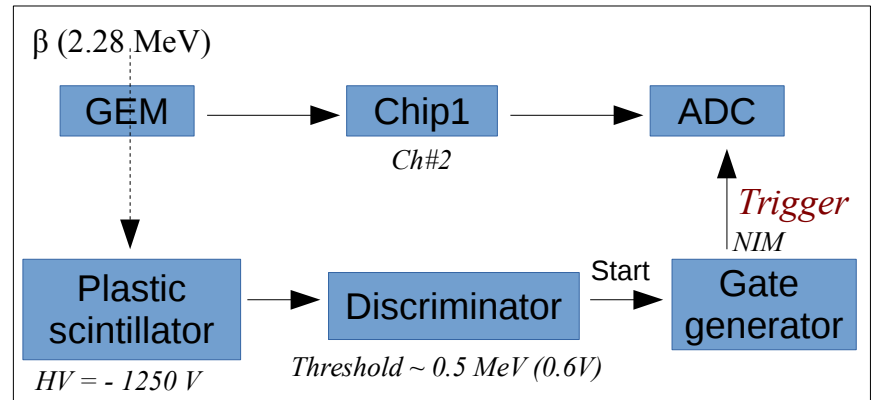 β (2.28 MeV)
GEM
Chip1
ADC
Ch#2
Trigger
NIM
Start
Plastic
scintillator
Discriminator
Gate
generator
HV = - 1250 V
Threshold ~ 0.5 MeV (0.6V)